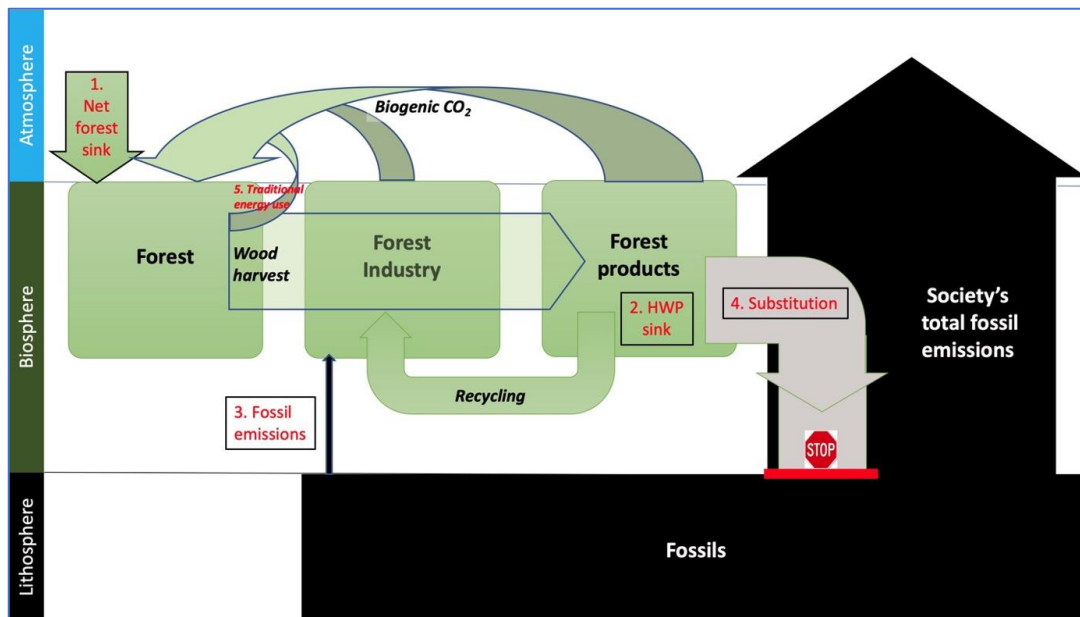 Atmosphere
Biosphere
Lithosphere
1.
Net
forest
sink
Biogenic CO₂
5. Traditional
energy use
Forest
Wood
harvest
Forest
Industry
Forest
products
2. HWP
sink
4. Substitution
Society's
total fossil
emissions
3. Fossil
emissions
Recycling
STOP
Fossils